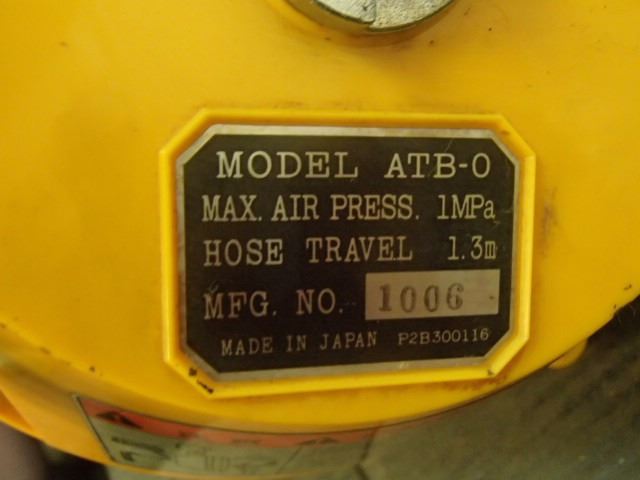 MODEL ATB-0
MAX. AIR PRESS. 1MPa
HOSE TRAVEL 1.3m
MFG. NO. 1006
MADE IN JAPAN P2B300116